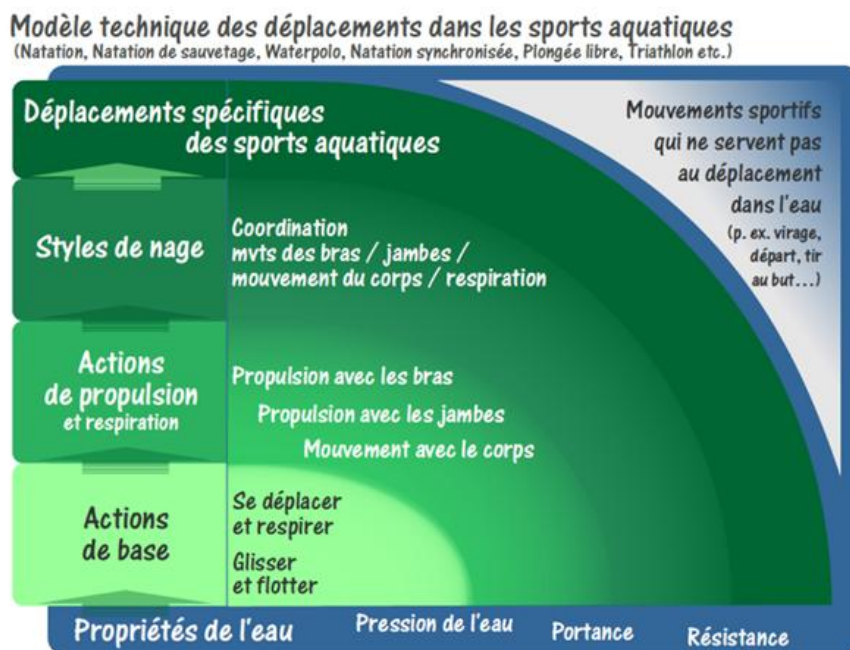 Modèle technique des déplacements dans les sports aquatiques
(Natation, Natation de sauvetage, Waterpolo, Natation synchronisée, Plongée libre, Triathlon etc.)
Déplacements spécifiques
des sports aquatiques
Mouvements sportifs
qui ne servent pas
au déplacement
dans l'eau
(p. ex. virage,
départ, tir
au but...)
Styles de nage
Coordination
mvts des bras / jambes /
mouvement du corps / respiration
Actions
de propulsion
et respiration
Propulsion avec les bras
Propulsion avec les jambes
Mouvement avec le corps
Actions
de base
Se déplacer
et respirer
Glisser
et flotter
Propriétés de l'eau
Pression de l'eau
Portance
Résistance